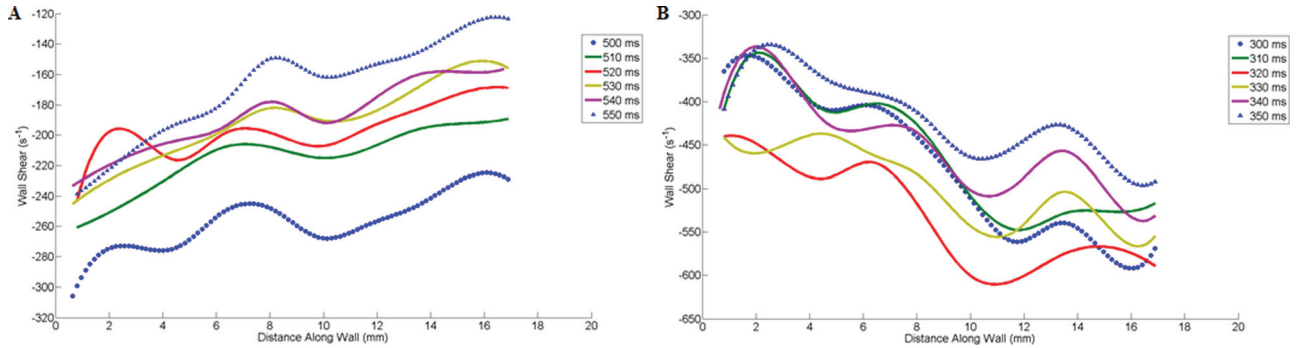 A
-120
-140
-160
-180
-200
-220
-240
-260
-280
-300
-320
Wall Shear (s-1)
0 2 4 6 8 10 12 14 16 18 20
Distance Along Wall (mm)
500 ms
510 ms
520 ms
530 ms
540 ms
550 ms
B
-300
-350
-400
-450
-500
-550
-600
-650
Wall Shear (s-1)
0 2 4 6 8 10 12 14 16 18 20
Distance Along Wall (mm)
300 ms
310 ms
320 ms
330 ms
340 ms
350 ms